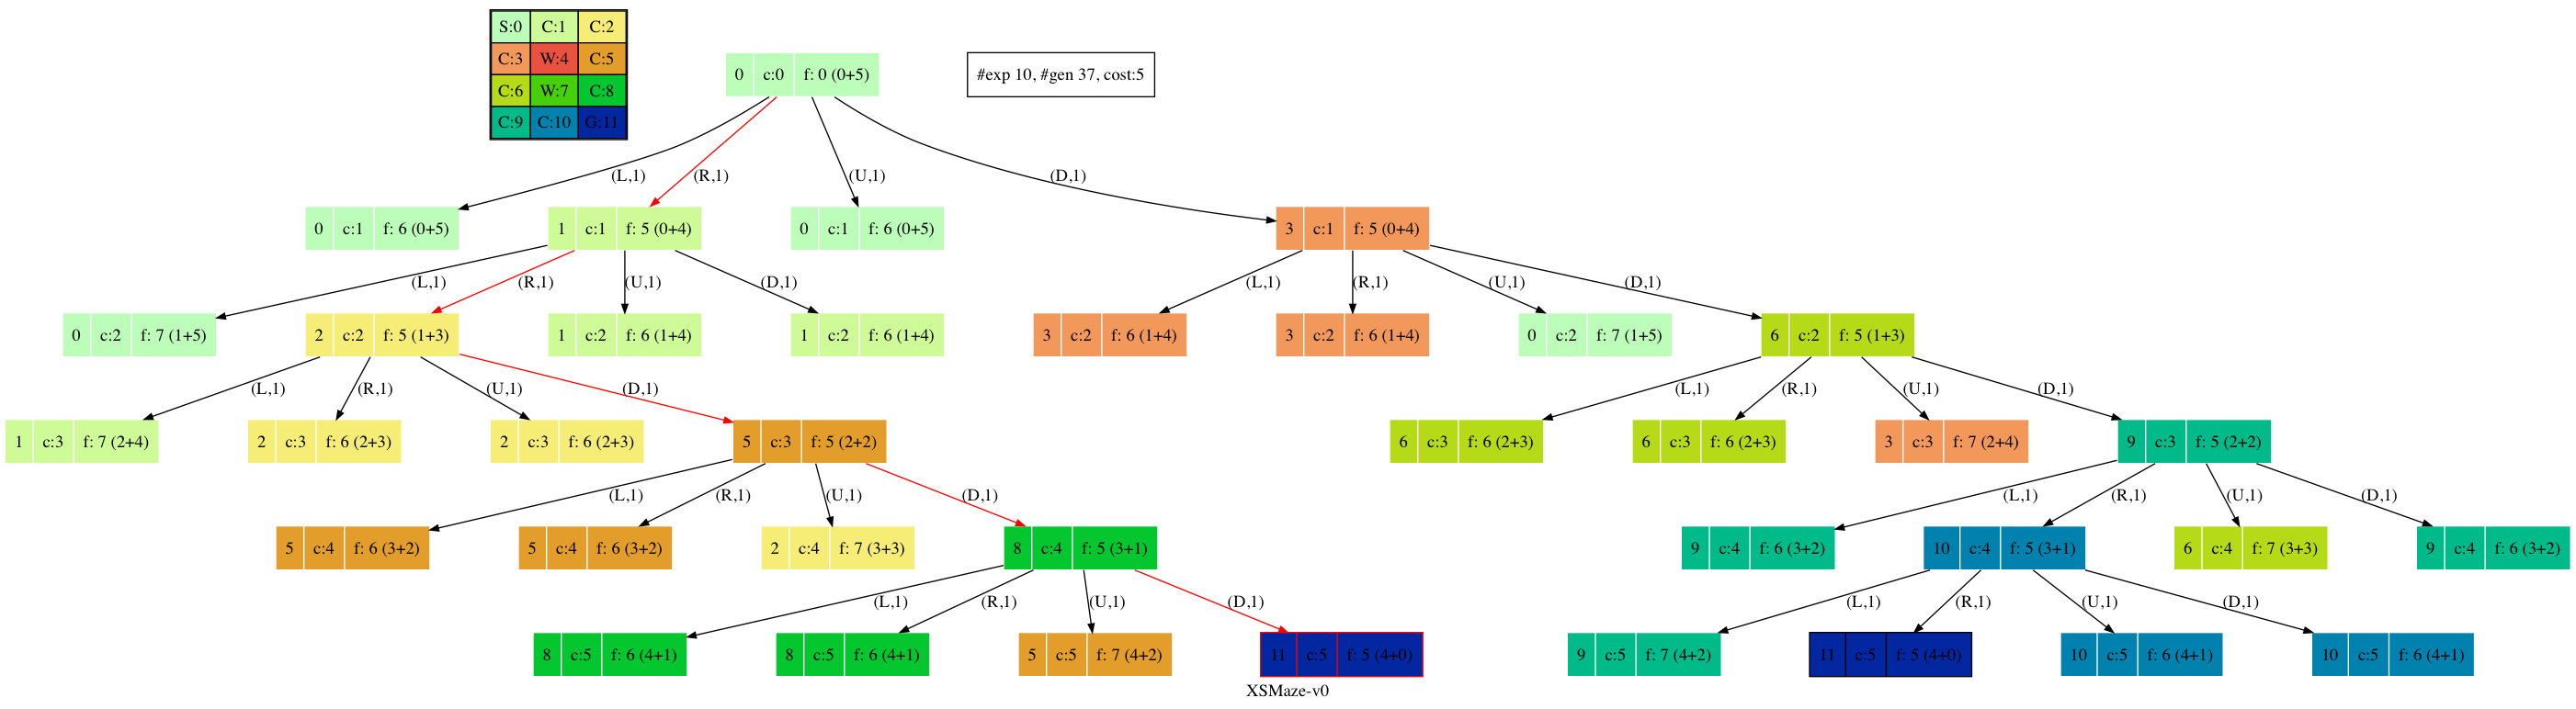 S:0 C:1 C:2
C:3 W:4 C:5
C:6 W:7 C:8
C:9 C:10 G:11
0 c:0 f: 0 (0+5)
#exp 10, #gen 37, cost:5
(L,1) (R,1) (U,1) (D,1)
0 c:1 f: 6 (0+5) 1 c:1 f: 5 (0+4) 0 c:1 f: 6 (0+5) 3 c:1 f: 5 (0+4)
(L,1) (R,1) (U,1) (D,1) (L,1) (R,1) (U,1) (D,1)
0 c:2 f: 7 (1+5) 2 c:2 f: 5 (1+3) 1 c:2 f: 6 (1+4) 1 c:2 f: 6 (1+4) 3 c:2 f: 6 (1+4) 3 c:2 f: 6 (1+4) 0 c:2 f: 7 (1+5) 6 c:2 f: 5 (1+3)
(L,1) (R,1) (U,1) (D,1) (L,1) (R,1) (U,1) (D,1)
1 c:3 f: 7 (2+4) 2 c:3 f: 6 (2+3) 2 c:3 f: 6 (2+3) 5 c:3 f: 5 (2+2) 6 c:3 f: 6 (2+3) 6 c:3 f: 6 (2+3) 3 c:3 f: 7 (2+4) 9 c:3 f: 5 (2+2)
(L,1) (R,1) (U,1) (D,1) (L,1) (R,1) (U,1) (D,1)
5 c:4 f: 6 (3+2) 5 c:4 f: 6 (3+2) 2 c:4 f: 7 (3+3) 8 c:4 f: 5 (3+1) 9 c:4 f: 6 (3+2) 10 c:4 f: 5 (3+1) 6 c:4 f: 7 (3+3) 9 c:4 f: 6 (3+2)
(L,1) (R,1) (U,1) (D,1) (L,1) (R,1) (U,1) (D,1)
8 c:5 f: 6 (4+1) 8 c:5 f: 6 (4+1) 5 c:5 f: 7 (4+2) 11 c:5 f: 5 (4+0) 9 c:5 f: 7 (4+2) 11 c:5 f: 5 (4+0) 10 c:5 f: 6 (4+1) 10 c:5 f: 6 (4+1)
XSMaze-v0